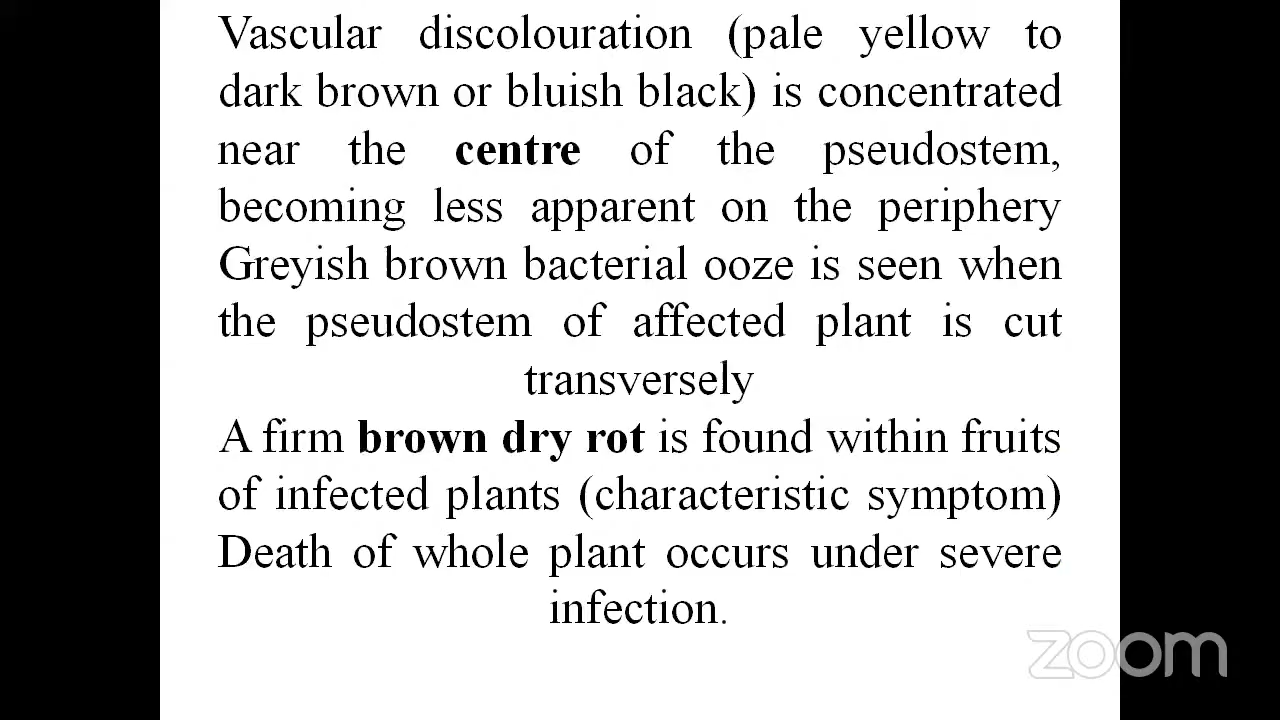 Vascular discolouration (pale yellow to
dark brown or bluish black) is concentrated
near the centre of the pseudostem,
becoming less apparent on the periphery
Greyish brown bacterial ooze is seen when
the pseudostem of affected plant is cut
transversely
A firm brown dry rot is found within fruits
of infected plants (characteristic symptom)
Death of whole plant occurs under severe
infection.
zoom